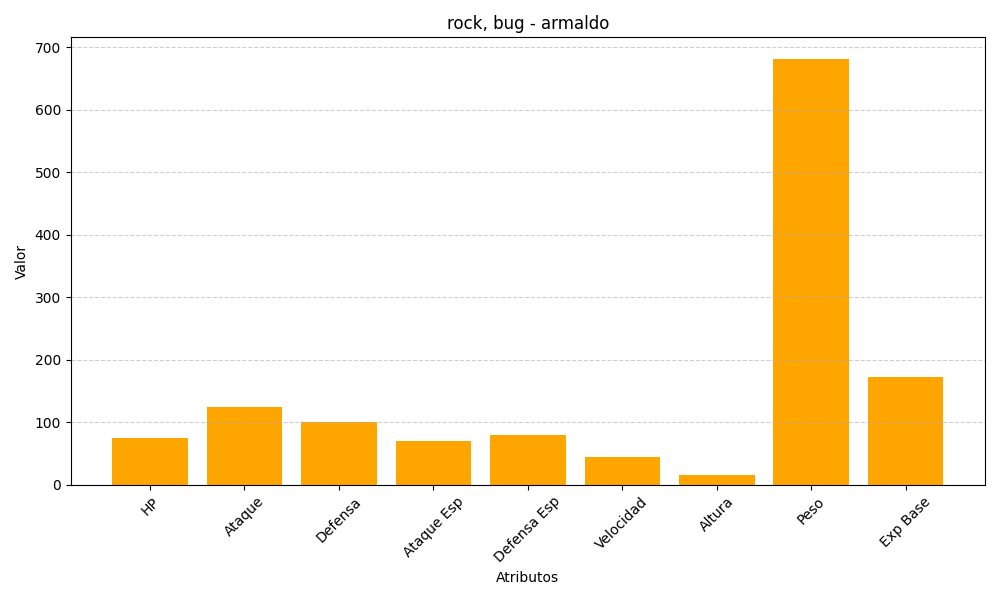 rock, bug - armaldo
700
600
500
400
300
200
100
0
Valor
HP
Ataque
Defensa
Ataque Esp
Defensa Esp
Velocidad
Altura
Peso
Exp Base
Atributos